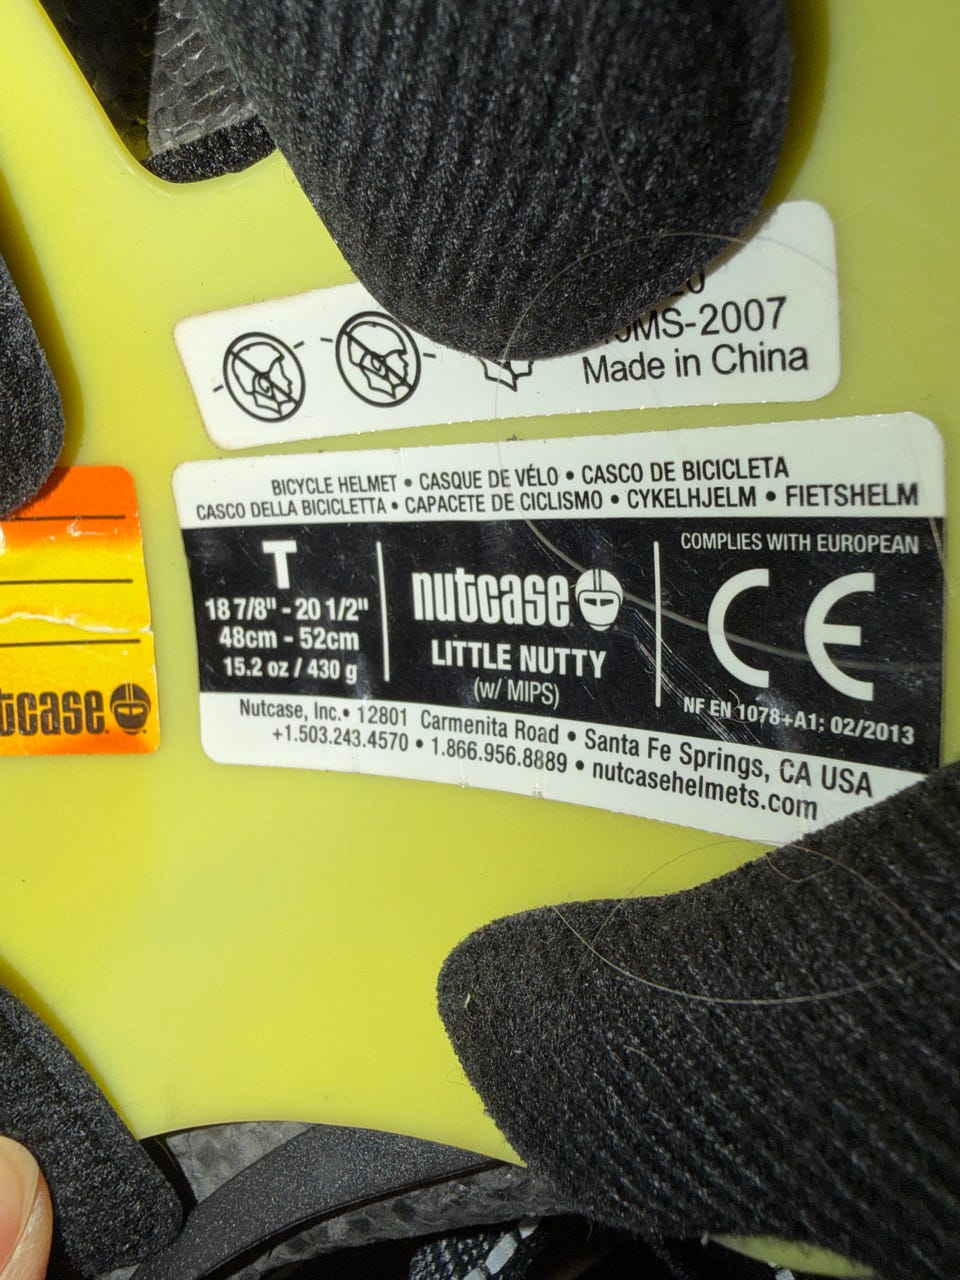 MS-2007
Made in China
BICYCLE HELMET • CASQUE DE VÉLO • CASCO DE BICICLETA
CASCO DELLA BICICLETTA • CAPACETE DE CICLISMO • CYKELHJELM • FIETSHELM
T
18 7/8" - 20 1/2"
48cm - 52cm
15.2 oz / 430 g
nutcase
LITTLE NUTTY
(w/ MIPS)
COMPLIES WITH EUROPEAN
CE
NF EN 1078+A1: 02/2013
Nutcase, Inc. • 12801 Carmenita Road • Santa Fe Springs, CA USA
+1.503.243.4570 • 1.866.956.8889 • nutcasehelmets.com
tcase